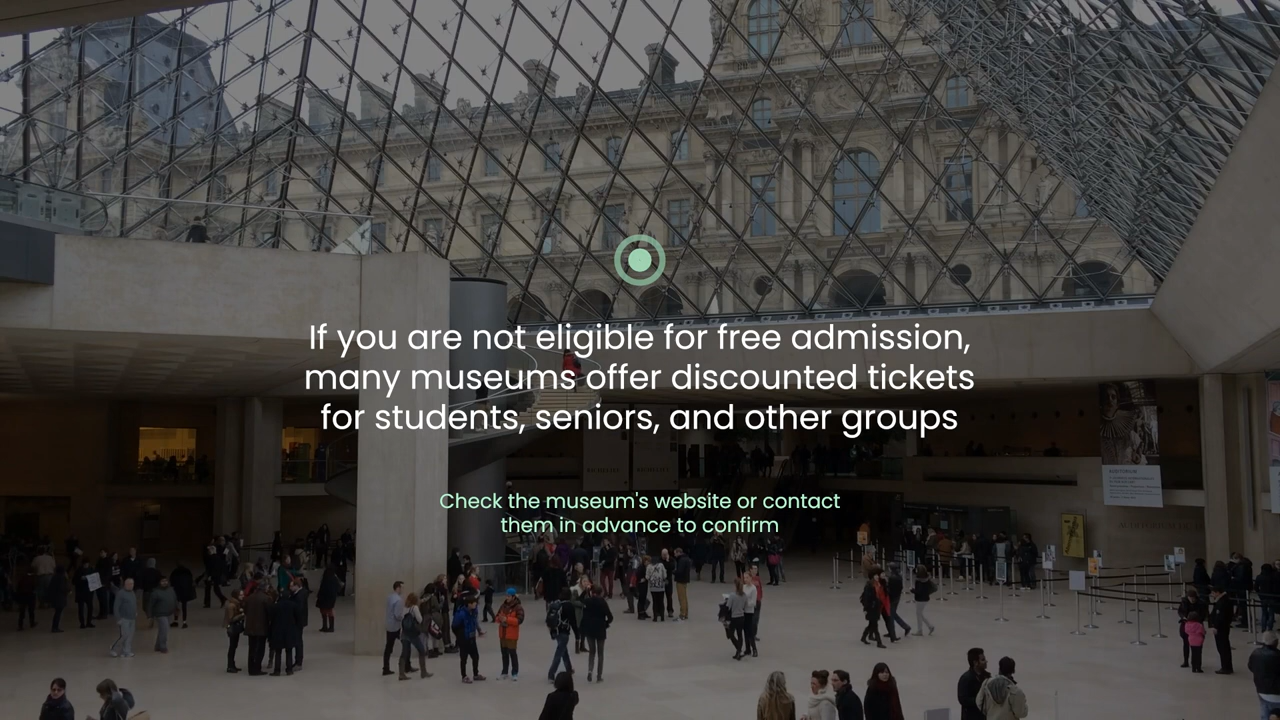 If you are not eligible for free admission,
many museums offer discounted tickets
for students, seniors, and other groups
Check the museum's website or contact
them in advance to confirm